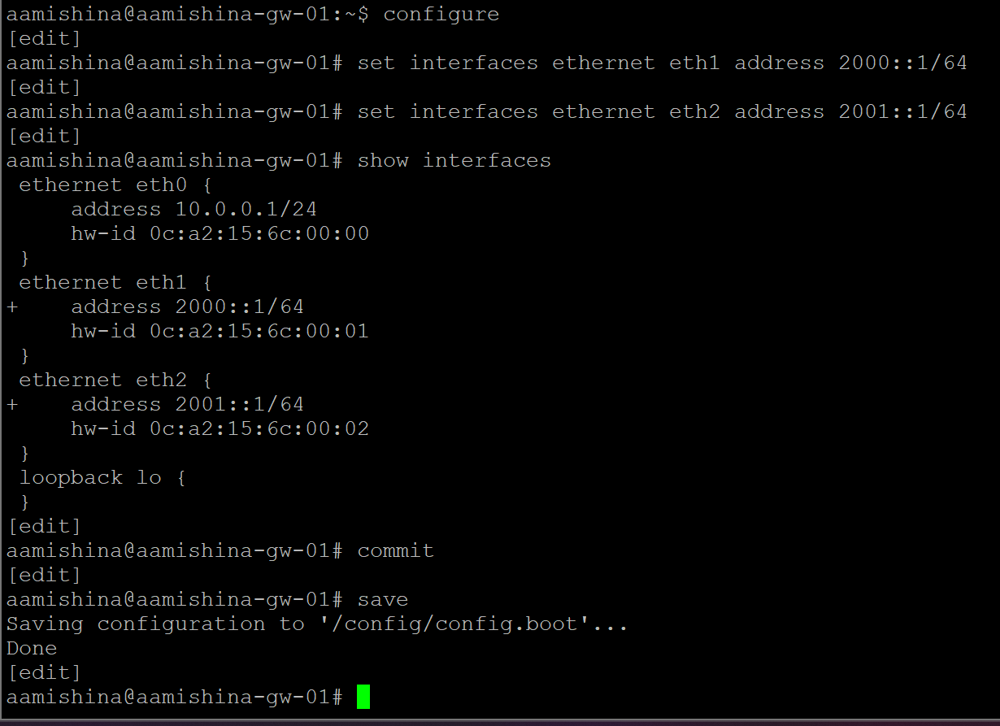 aamishina@aamishina-gw-01:~$ configure
[edit]
aamishina@aamishina-gw-01# set interfaces ethernet eth1 address 2000::1/64
[edit]
aamishina@aamishina-gw-01# set interfaces ethernet eth2 address 2001::1/64
[edit]
aamishina@aamishina-gw-01# show interfaces
 ethernet eth0 {
     address 10.0.0.1/24
     hw-id 0c:a2:15:6c:00:00
 }
 ethernet eth1 {
+    address 2000::1/64
     hw-id 0c:a2:15:6c:00:01
 }
 ethernet eth2 {
+    address 2001::1/64
     hw-id 0c:a2:15:6c:00:02
 }
 loopback lo {
 }
[edit]
aamishina@aamishina-gw-01# commit
[edit]
aamishina@aamishina-gw-01# save
Saving configuration to '/config/config.boot'...
Done
[edit]
aamishina@aamishina-gw-01#